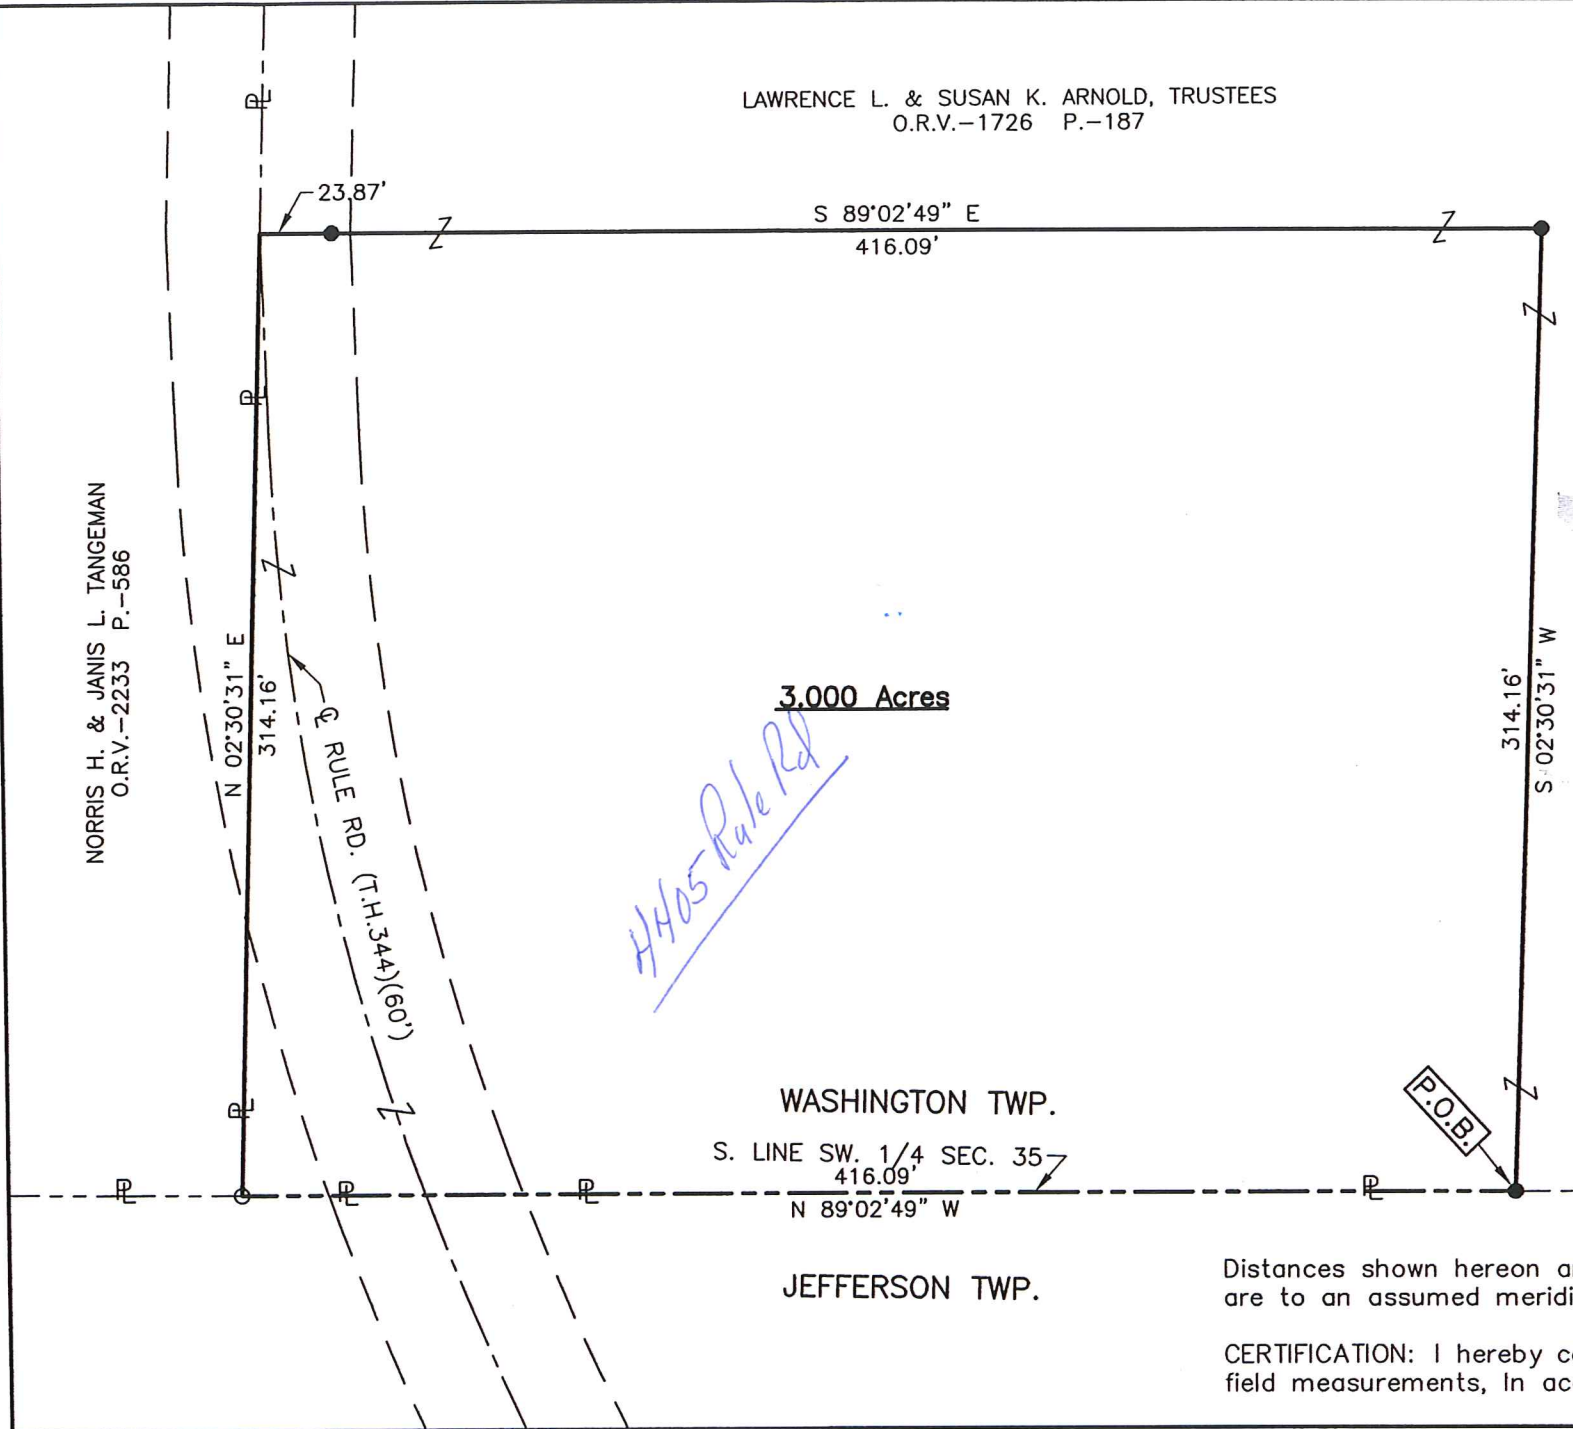 LAWRENCE L. & SUSAN K. ARNOLD, TRUSTEES
O.R.V.-1726 P.-187
23.87'
S 89°02'49" E
416.09'
NORRIS H. & JANIS L. TANGEMAN
O.R.V.-2233 P.-586
N 02°30'31" E
314.16'
℄ RULE RD. (T.H.344)(60')
3.000 Acres
314.16'
S 02°30'31" W
Rule Rd
WASHINGTON TWP.
P.O.B.
S. LINE SW. 1/4 SEC. 35
416.09'
N 89°02'49" W
JEFFERSON TWP.
Distances shown hereon
are to an assumed
CERTIFICATION: I hereby
field measurements, In